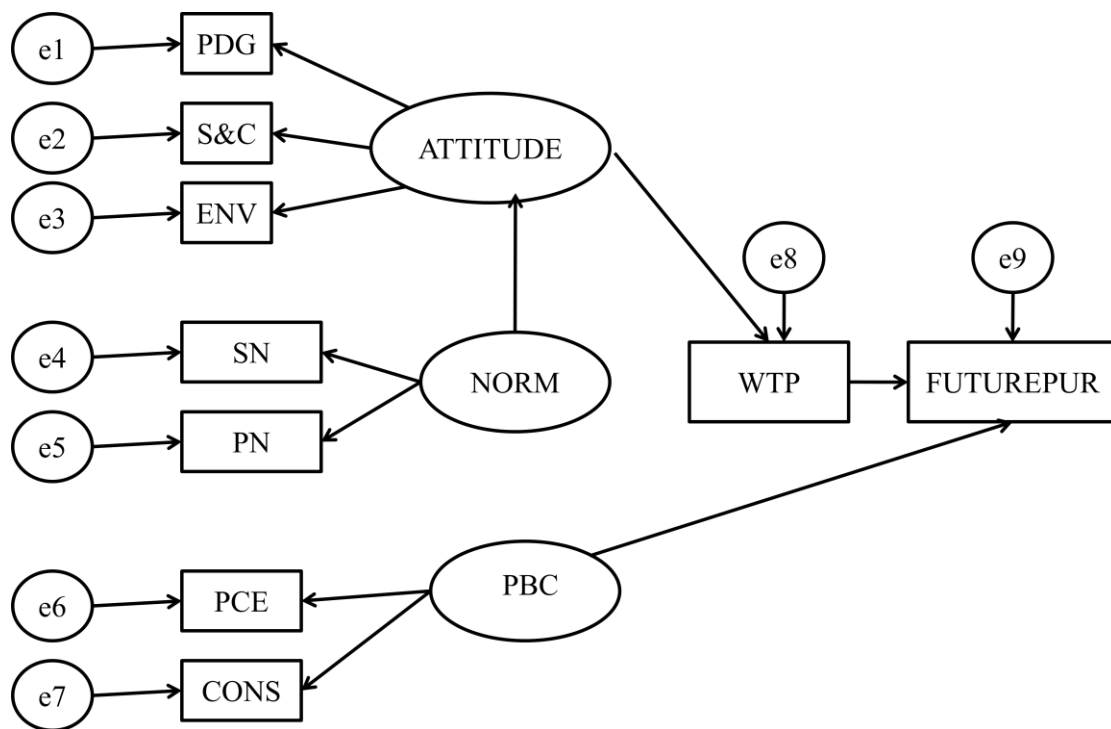 e1
PDG
e2
S&C
ATTITUDE
e3
ENV
e8
e9
e4
SN
NORM
WTP
FUTUREPUR
e5
PN
e6
PCE
PBC
e7
CONS